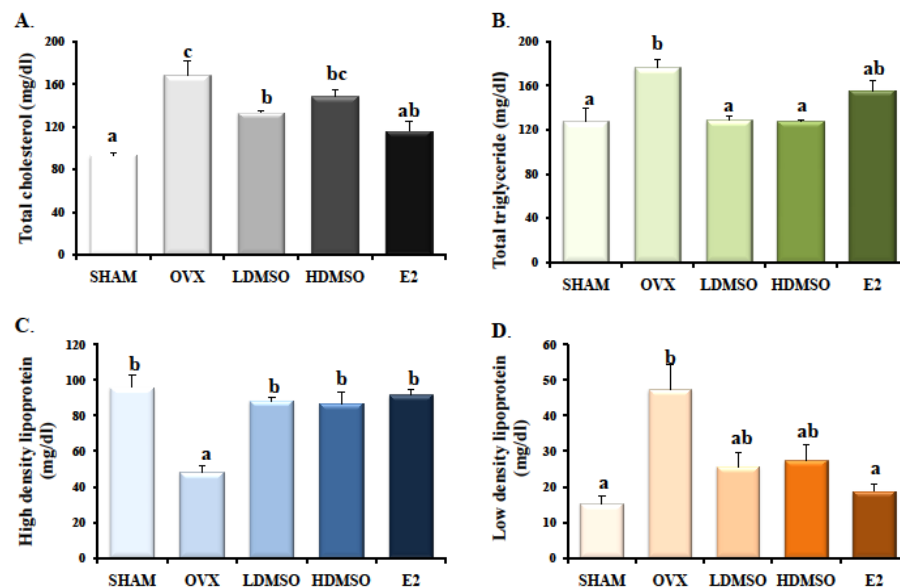 A.
Total cholesterol (mg/dl)
200
160
120
80
40
0
a
c
b
bc
ab
SHAM OVX LDMSO HDMSO E2
B.
Total triglyceride (mg/dl)
200
160
120
80
40
0
a
b
a
a
ab
SHAM OVX LDMSO HDMSO E2
C.
High density lipoprotein
(mg/dl)
120
100
80
60
40
20
0
b
a
b
b
b
SHAM OVX LDMSO HDMSO E2
D.
Low density lipoprotein
(mg/dl)
60
50
40
30
20
10
0
a
b
ab
ab
a
SHAM OVX LDMSO HDMSO E2